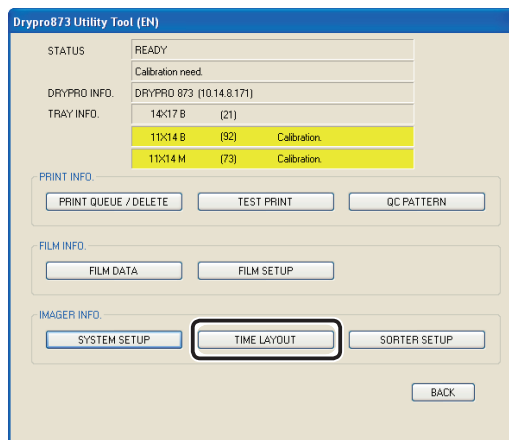 Drypro873 Utility Tool (EN)
STATUS READY
Calibration need.
DRYPRO INFO. DRYPRO 873 (10.14.8.171)
TRAY INFO. 14X17 B (21)
11X14 B (92) Calibration.
11X14 M (73) Calibration.
PRINT INFO.
PRINT QUEUE / DELETE TEST PRINT QC PATTERN
FILM INFO.
FILM DATA FILM SETUP
IMAGER INFO.
SYSTEM SETUP TIME LAYOUT SORTER SETUP
BACK